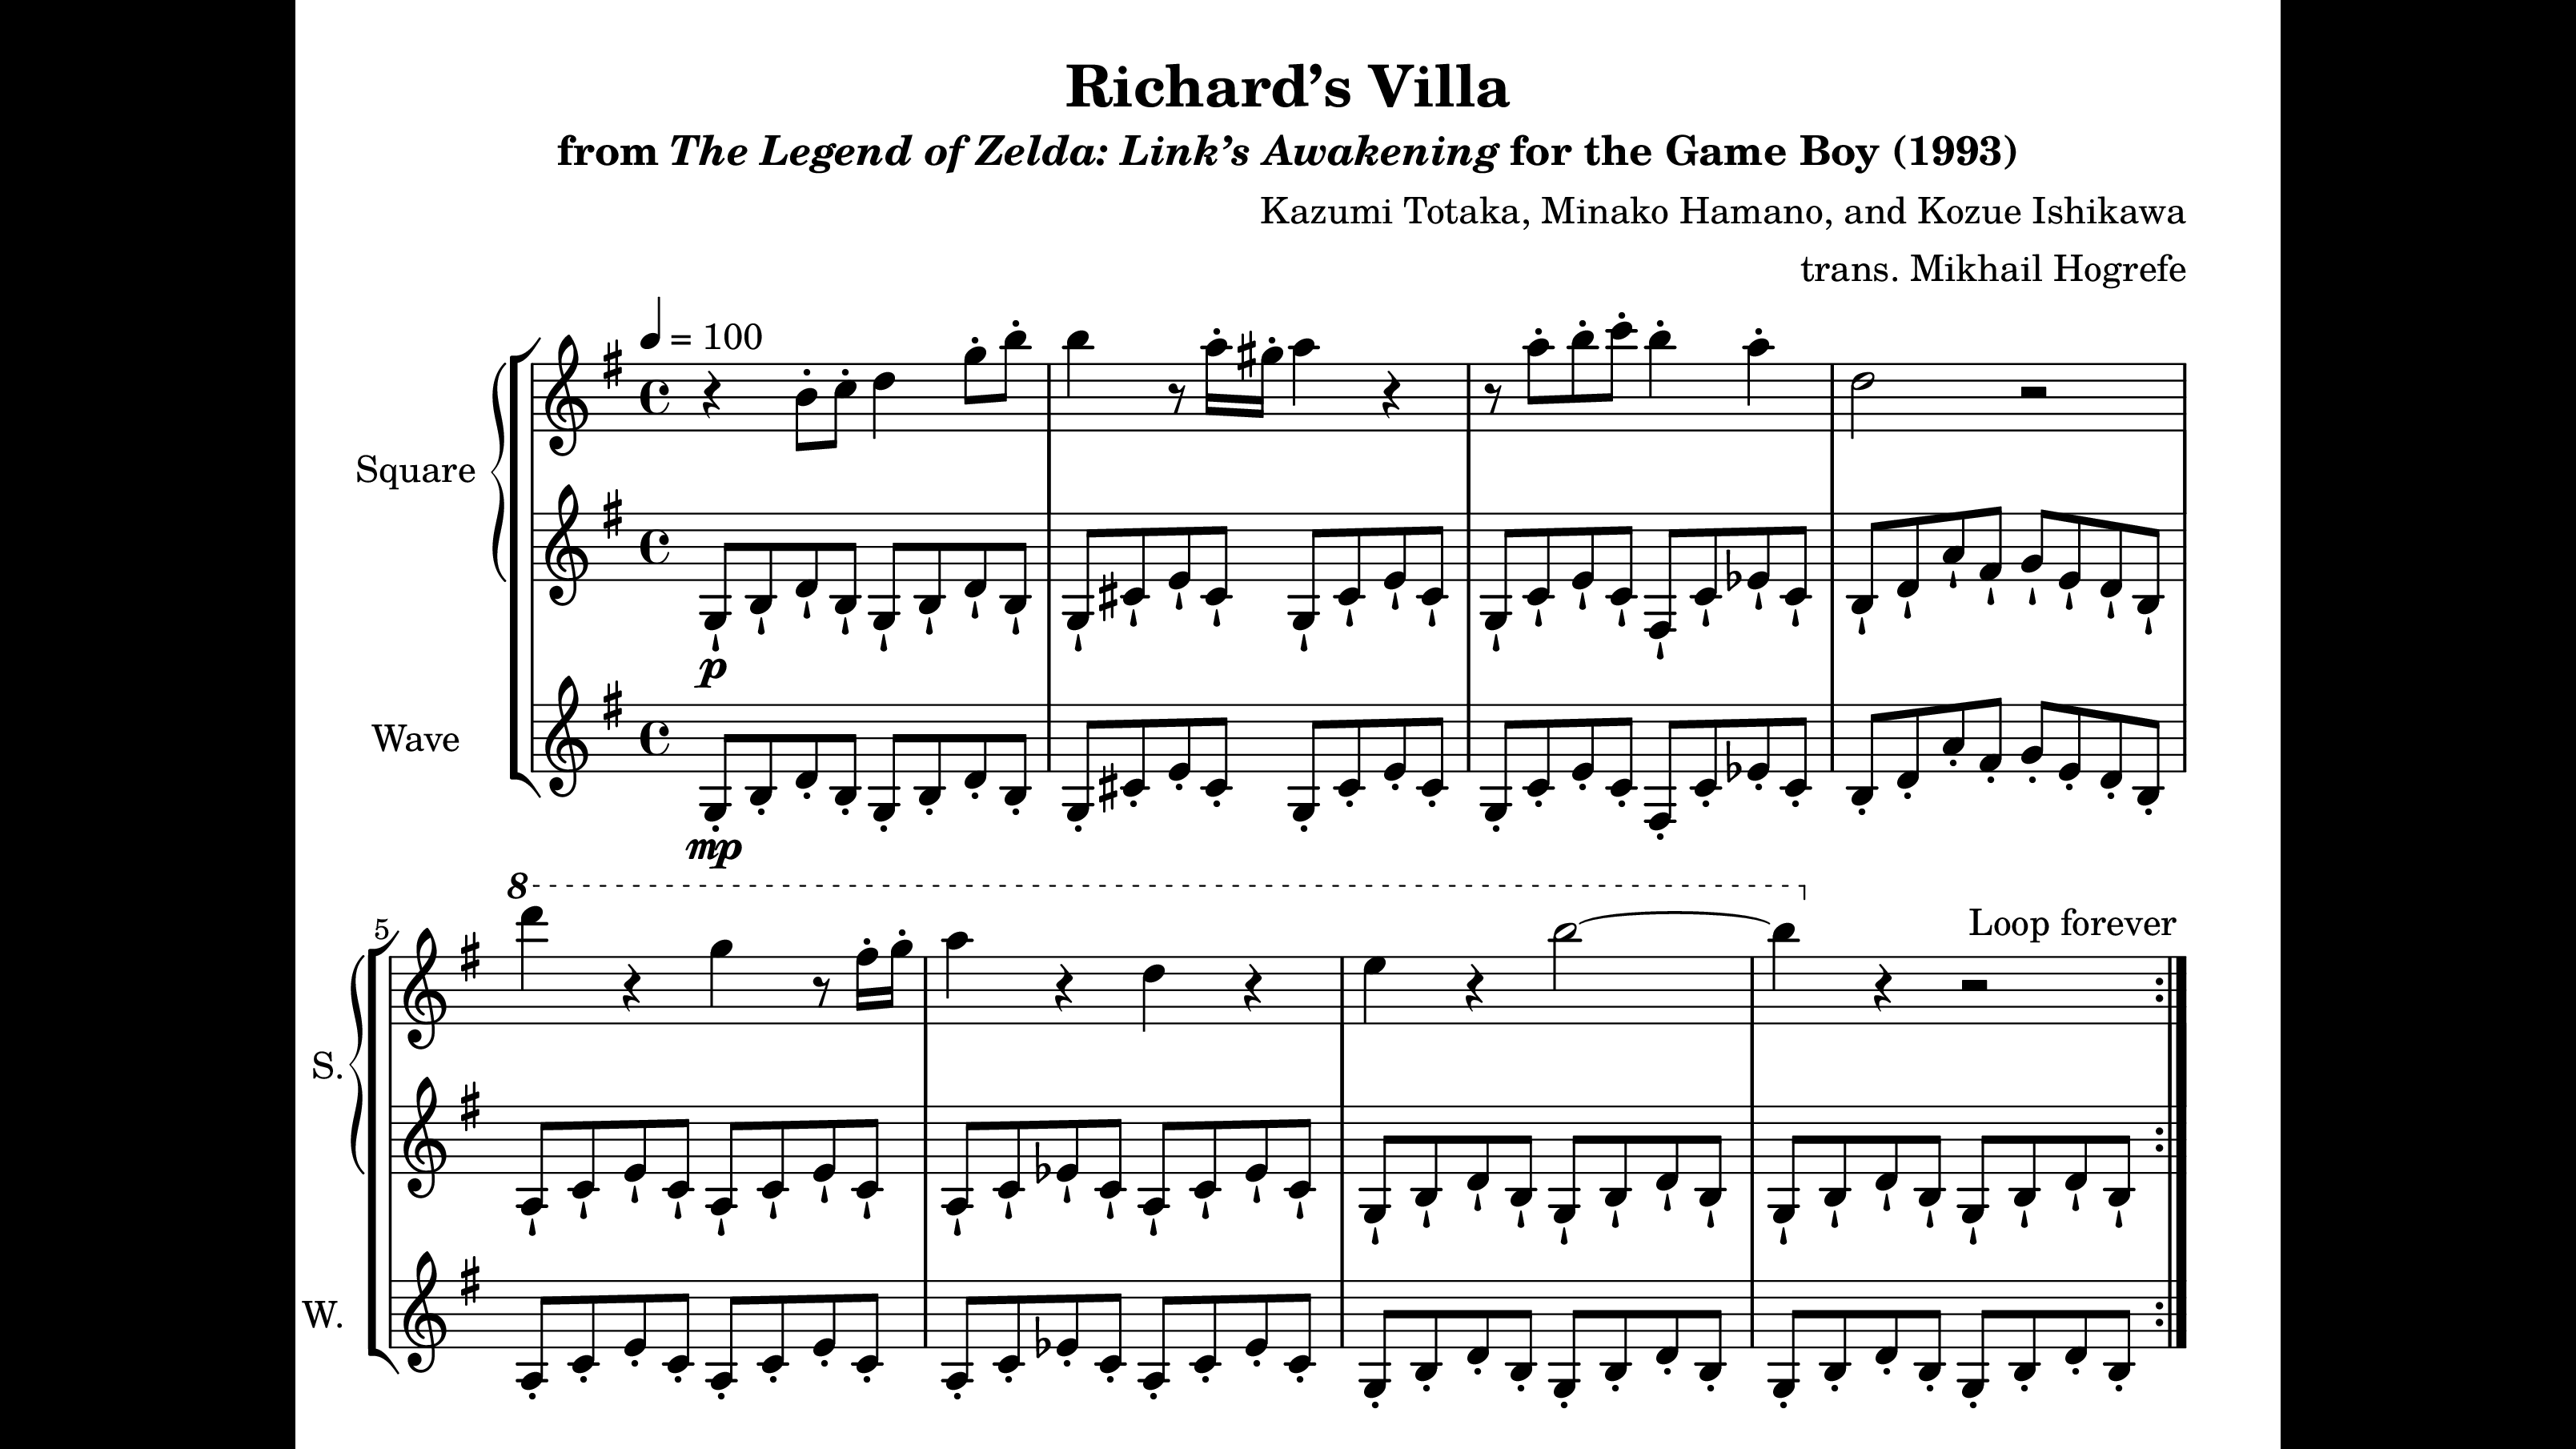 Richard’s Villa
from The Legend of Zelda: Link’s Awakening for the Game Boy (1993)
Kazumi Totaka, Minako Hamano, and Kozue Ishikawa
trans. Mikhail Hogrefe
= 100
Square
p
Wave
mp
8
5
Loop forever
S.
W.